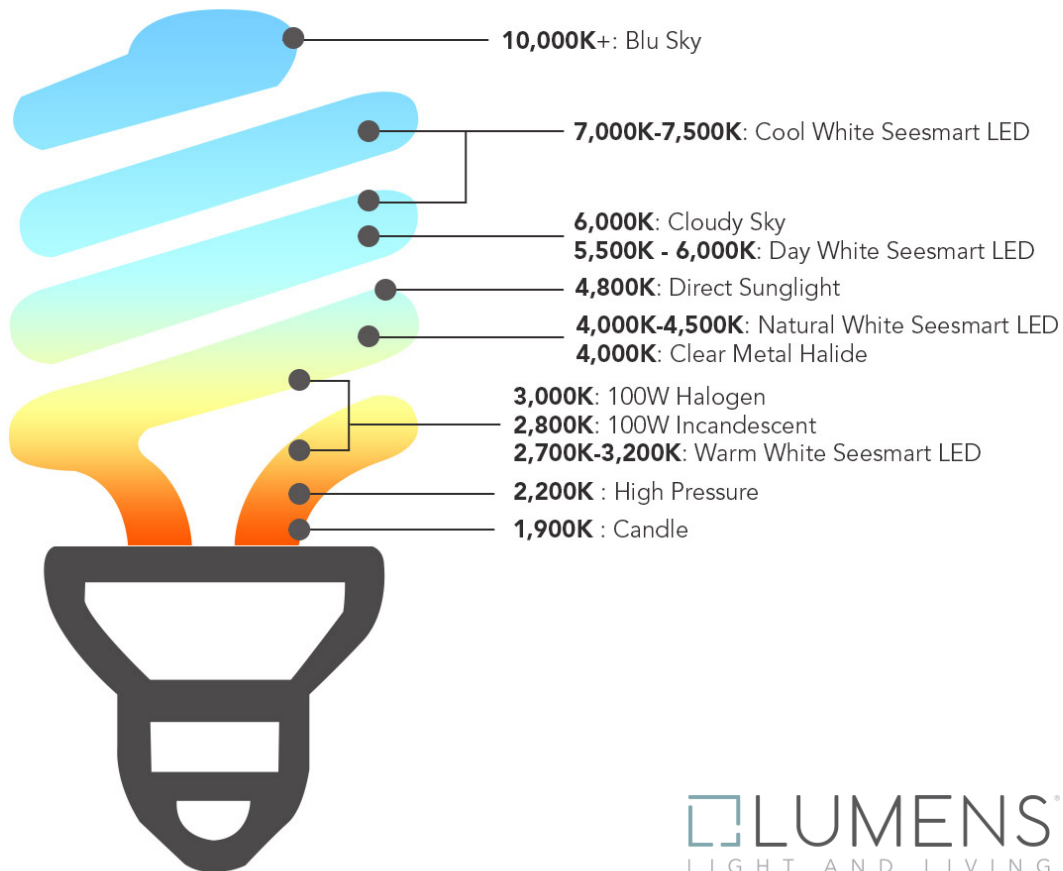 10,000K+: Blu Sky
7,000K-7,500K: Cool White Seesmart LED
6,000K: Cloudy Sky
5,500K - 6,000K: Day White Seesmart LED
4,800K: Direct Sunglight
4,000K-4,500K: Natural White Seesmart LED
4,000K: Clear Metal Halide
3,000K: 100W Halogen
2,800K: 100W Incandescent
2,700K-3,200K: Warm White Seesmart LED
2,200K : High Pressure
1,900K : Candle
LUMENS®
LIGHT AND LIVING